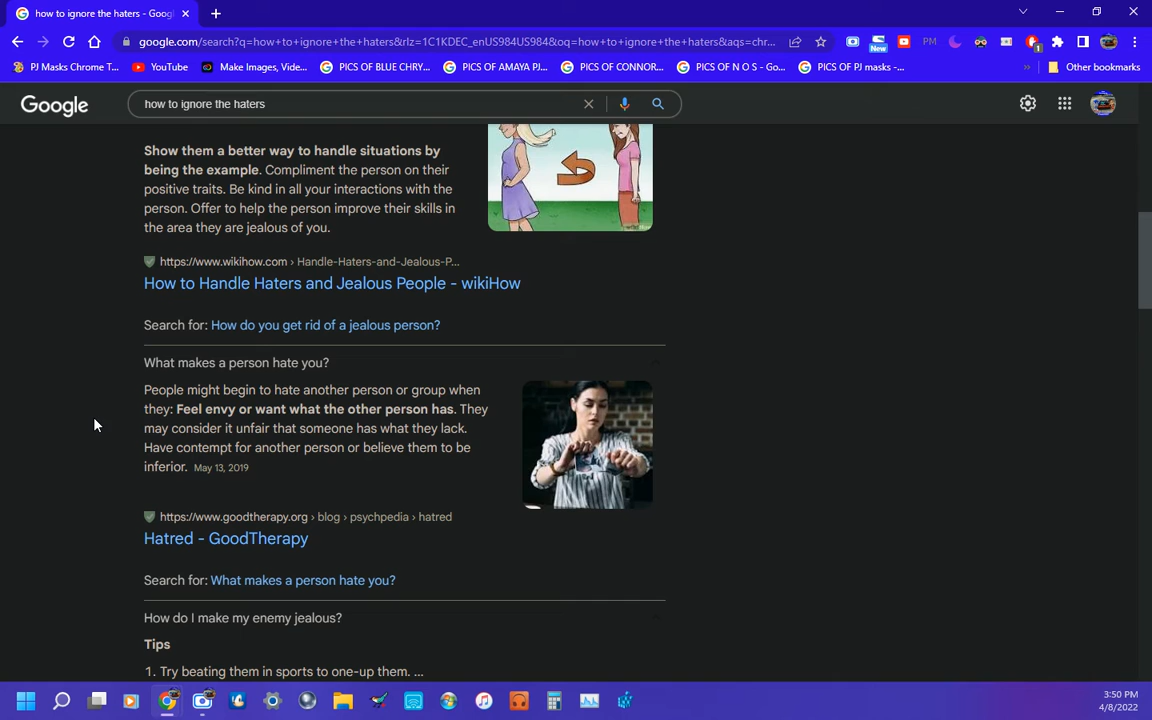 how to ignore the haters - Goog
google.com/search?q=how+to+ignore+the+haters&rlz=1C1KDEC_enUS984US984&oq=how+to+ignore+the+haters&aqs=chr...
PM
New
1
PJ Masks Chrome T...
YouTube
Make Images, Vide...
PICS OF BLUE CHRY...
PICS OF AMAYA PJ...
PICS OF CONNOR...
PICS OF N O S - Go...
PICS OF PJ masks -...
»
Other bookmarks
Google
how to ignore the haters
Show them a better way to handle situations by
being the example. Compliment the person on their
positive traits. Be kind in all your interactions with the
person. Offer to help the person improve their skills in
the area they are jealous of you.
https://www.wikihow.com › Handle-Haters-and-Jealous-P...
How to Handle Haters and Jealous People - wikiHow
Search for: How do you get rid of a jealous person?
What makes a person hate you?
People might begin to hate another person or group when
they: Feel envy or want what the other person has. They
may consider it unfair that someone has what they lack.
Have contempt for another person or believe them to be
inferior. May 13, 2019
https://www.goodtherapy.org › blog › psychpedia › hatred
Hatred - GoodTherapy
Search for: What makes a person hate you?
How do I make my enemy jealous?
Tips
1. Try beating them in sports to one-up them. ...
3:50 PM
4/8/2022